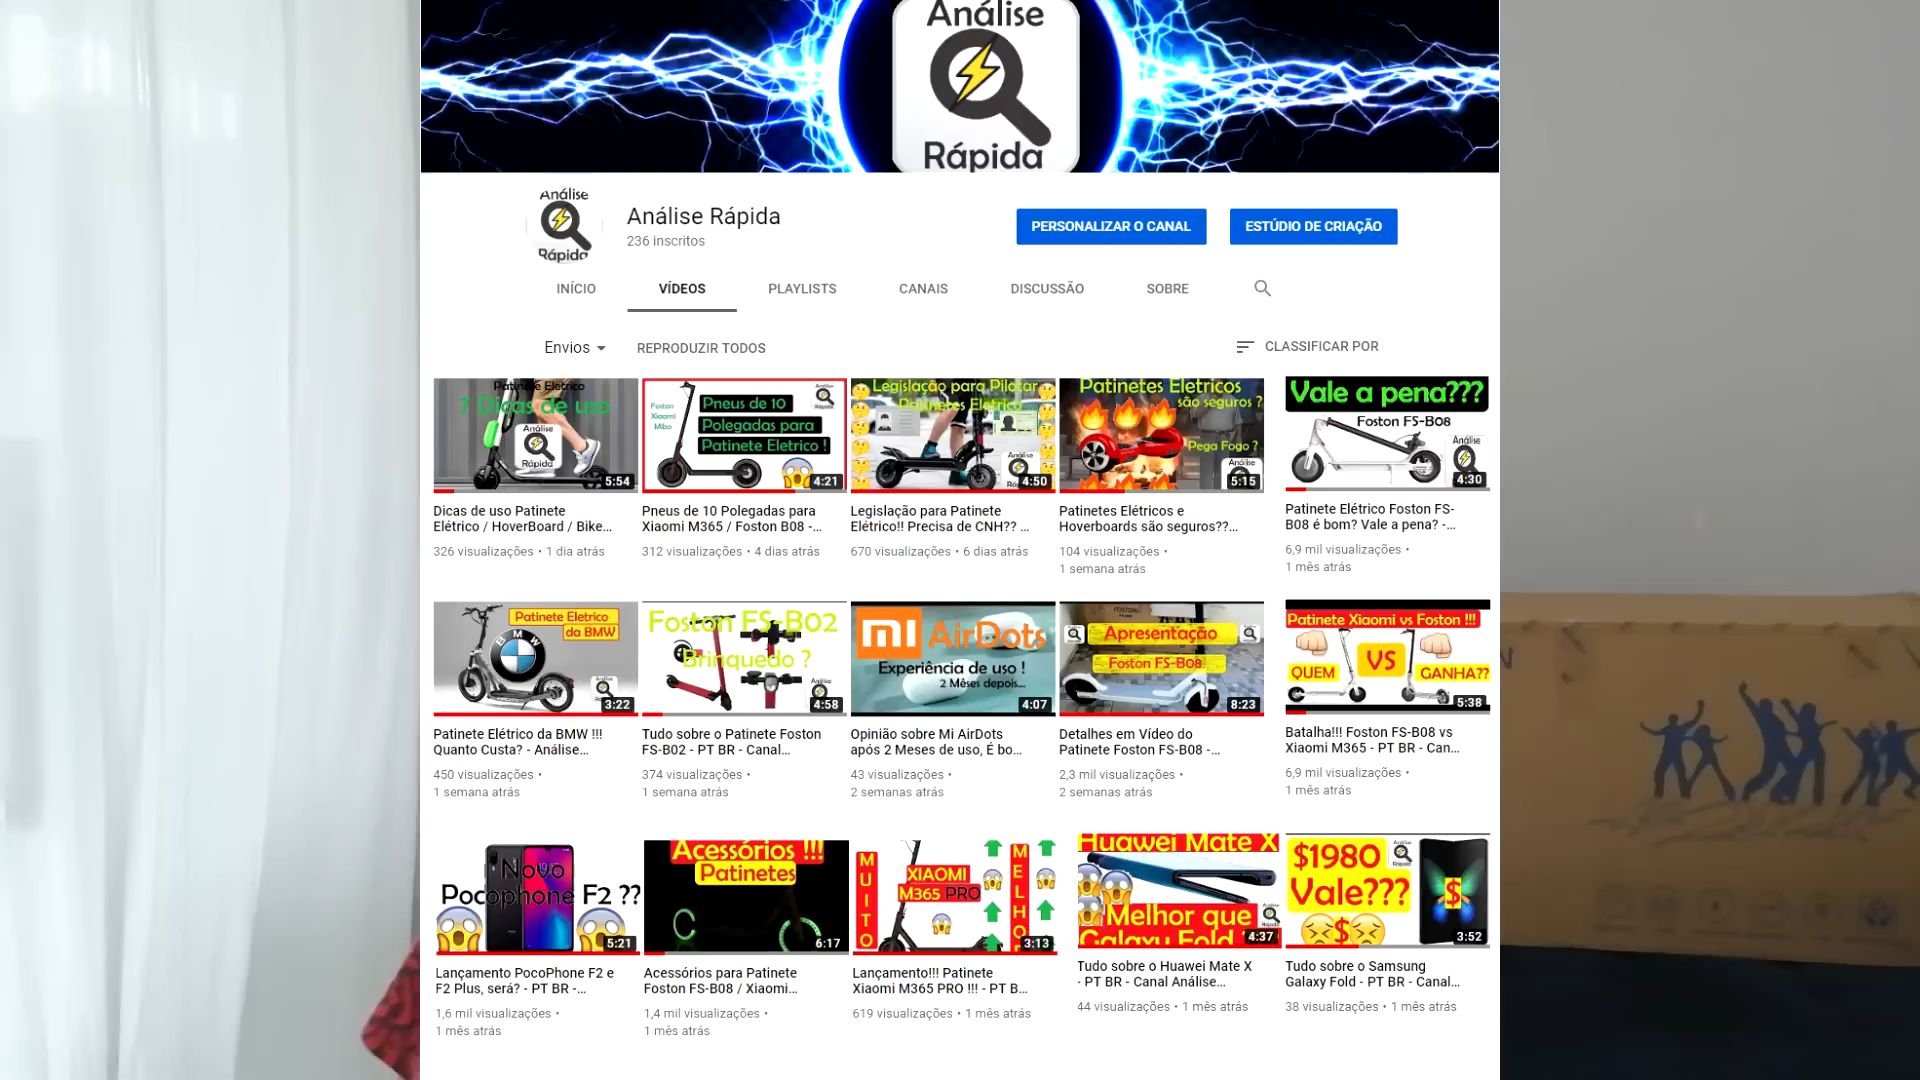 Análise
Rápida
Análise
Rápida
Análise Rápida
236 inscritos
PERSONALIZAR O CANAL
ESTÚDIO DE CRIAÇÃO
INÍCIO
VÍDEOS
PLAYLISTS
CANAIS
DISCUSSÃO
SOBRE
Envios
REPRODUZIR TODOS
CLASSIFICAR POR
Patinete Eletrico
? Dicas de uso
Análise
Rápida
5:54
Dicas de uso Patinete
Elétrico / HoverBoard / Bike...
326 visualizações • 1 dia atrás
Foston
Xiaomi
Mibo
Pneus de 10
Polegadas para
Patinete Eletrico !
4:21
Pneus de 10 Polegadas para
Xiaomi M365 / Foston B08 -...
312 visualizações • 4 dias atrás
Legislação para Pilotar
Patinetes Eletrico
Análise
4:50
Legislação para Patinete
Elétrico!! Precisa de CNH?? ...
670 visualizações • 6 dias atrás
Patinetes Eletricos
são seguros ?
Pega Fogo ?
Análise
5:15
Patinetes Elétricos e
Hoverboards são seguros??...
104 visualizações •
1 semana atrás
Vale a pena???
Foston FS-B08
Análise
4:30
Patinete Elétrico Foston FS-
B08 é bom? Vale a pena? -...
6,9 mil visualizações •
1 mês atrás
Patinete Eletrico
da BMW
BMW
3:22
Patinete Elétrico da BMW !!!
Quanto Custa? - Análise...
450 visualizações •
1 semana atrás
Foston FS-B02
Brinquedo ?
4:58
Tudo sobre o Patinete Foston
FS-B02 - PT BR - Canal...
374 visualizações •
1 semana atrás
MI AirDots
Experiência de uso !
2 Mêses depois...
4:07
Opinião sobre Mi AirDots
após 2 Meses de uso, É bo...
43 visualizações •
2 semanas atrás
Apresentação
Foston FS-B08
8:23
Detalhes em Vídeo do
Patinete Foston FS-B08 -...
2,3 mil visualizações •
2 semanas atrás
Patinete Xiaomi vs Foston !!!
QUEM
VS
GANHA??
5:38
Batalha!!! Foston FS-B08 vs
Xiaomi M365 - PT BR - Can...
6,9 mil visualizações •
1 mês atrás
Novo
Pocophone F2 ??
5:21
Lançamento PocoPhone F2 e
F2 Plus, será? - PT BR -...
1,6 mil visualizações •
1 mês atrás
Acessórios !!!
Patinetes
6:17
Acessórios para Patinete
Foston FS-B08 / Xiaomi...
1,4 mil visualizações •
1 mês atrás
MUITO
XIAOMI
M365 PRO
MELHOR
3:13
Lançamento!!! Patinete
Xiaomi M365 PRO !!! - PT B...
619 visualizações • 1 mês atrás
Huawei Mate X
Melhor que
Galaxy Fold
4:37
Tudo sobre o Huawei Mate X
- PT BR - Canal Análise...
44 visualizações • 1 mês atrás
$1980
Vale???
$
$
3:52
Tudo sobre o Samsung
Galaxy Fold - PT BR - Canal...
38 visualizações • 1 mês atrás